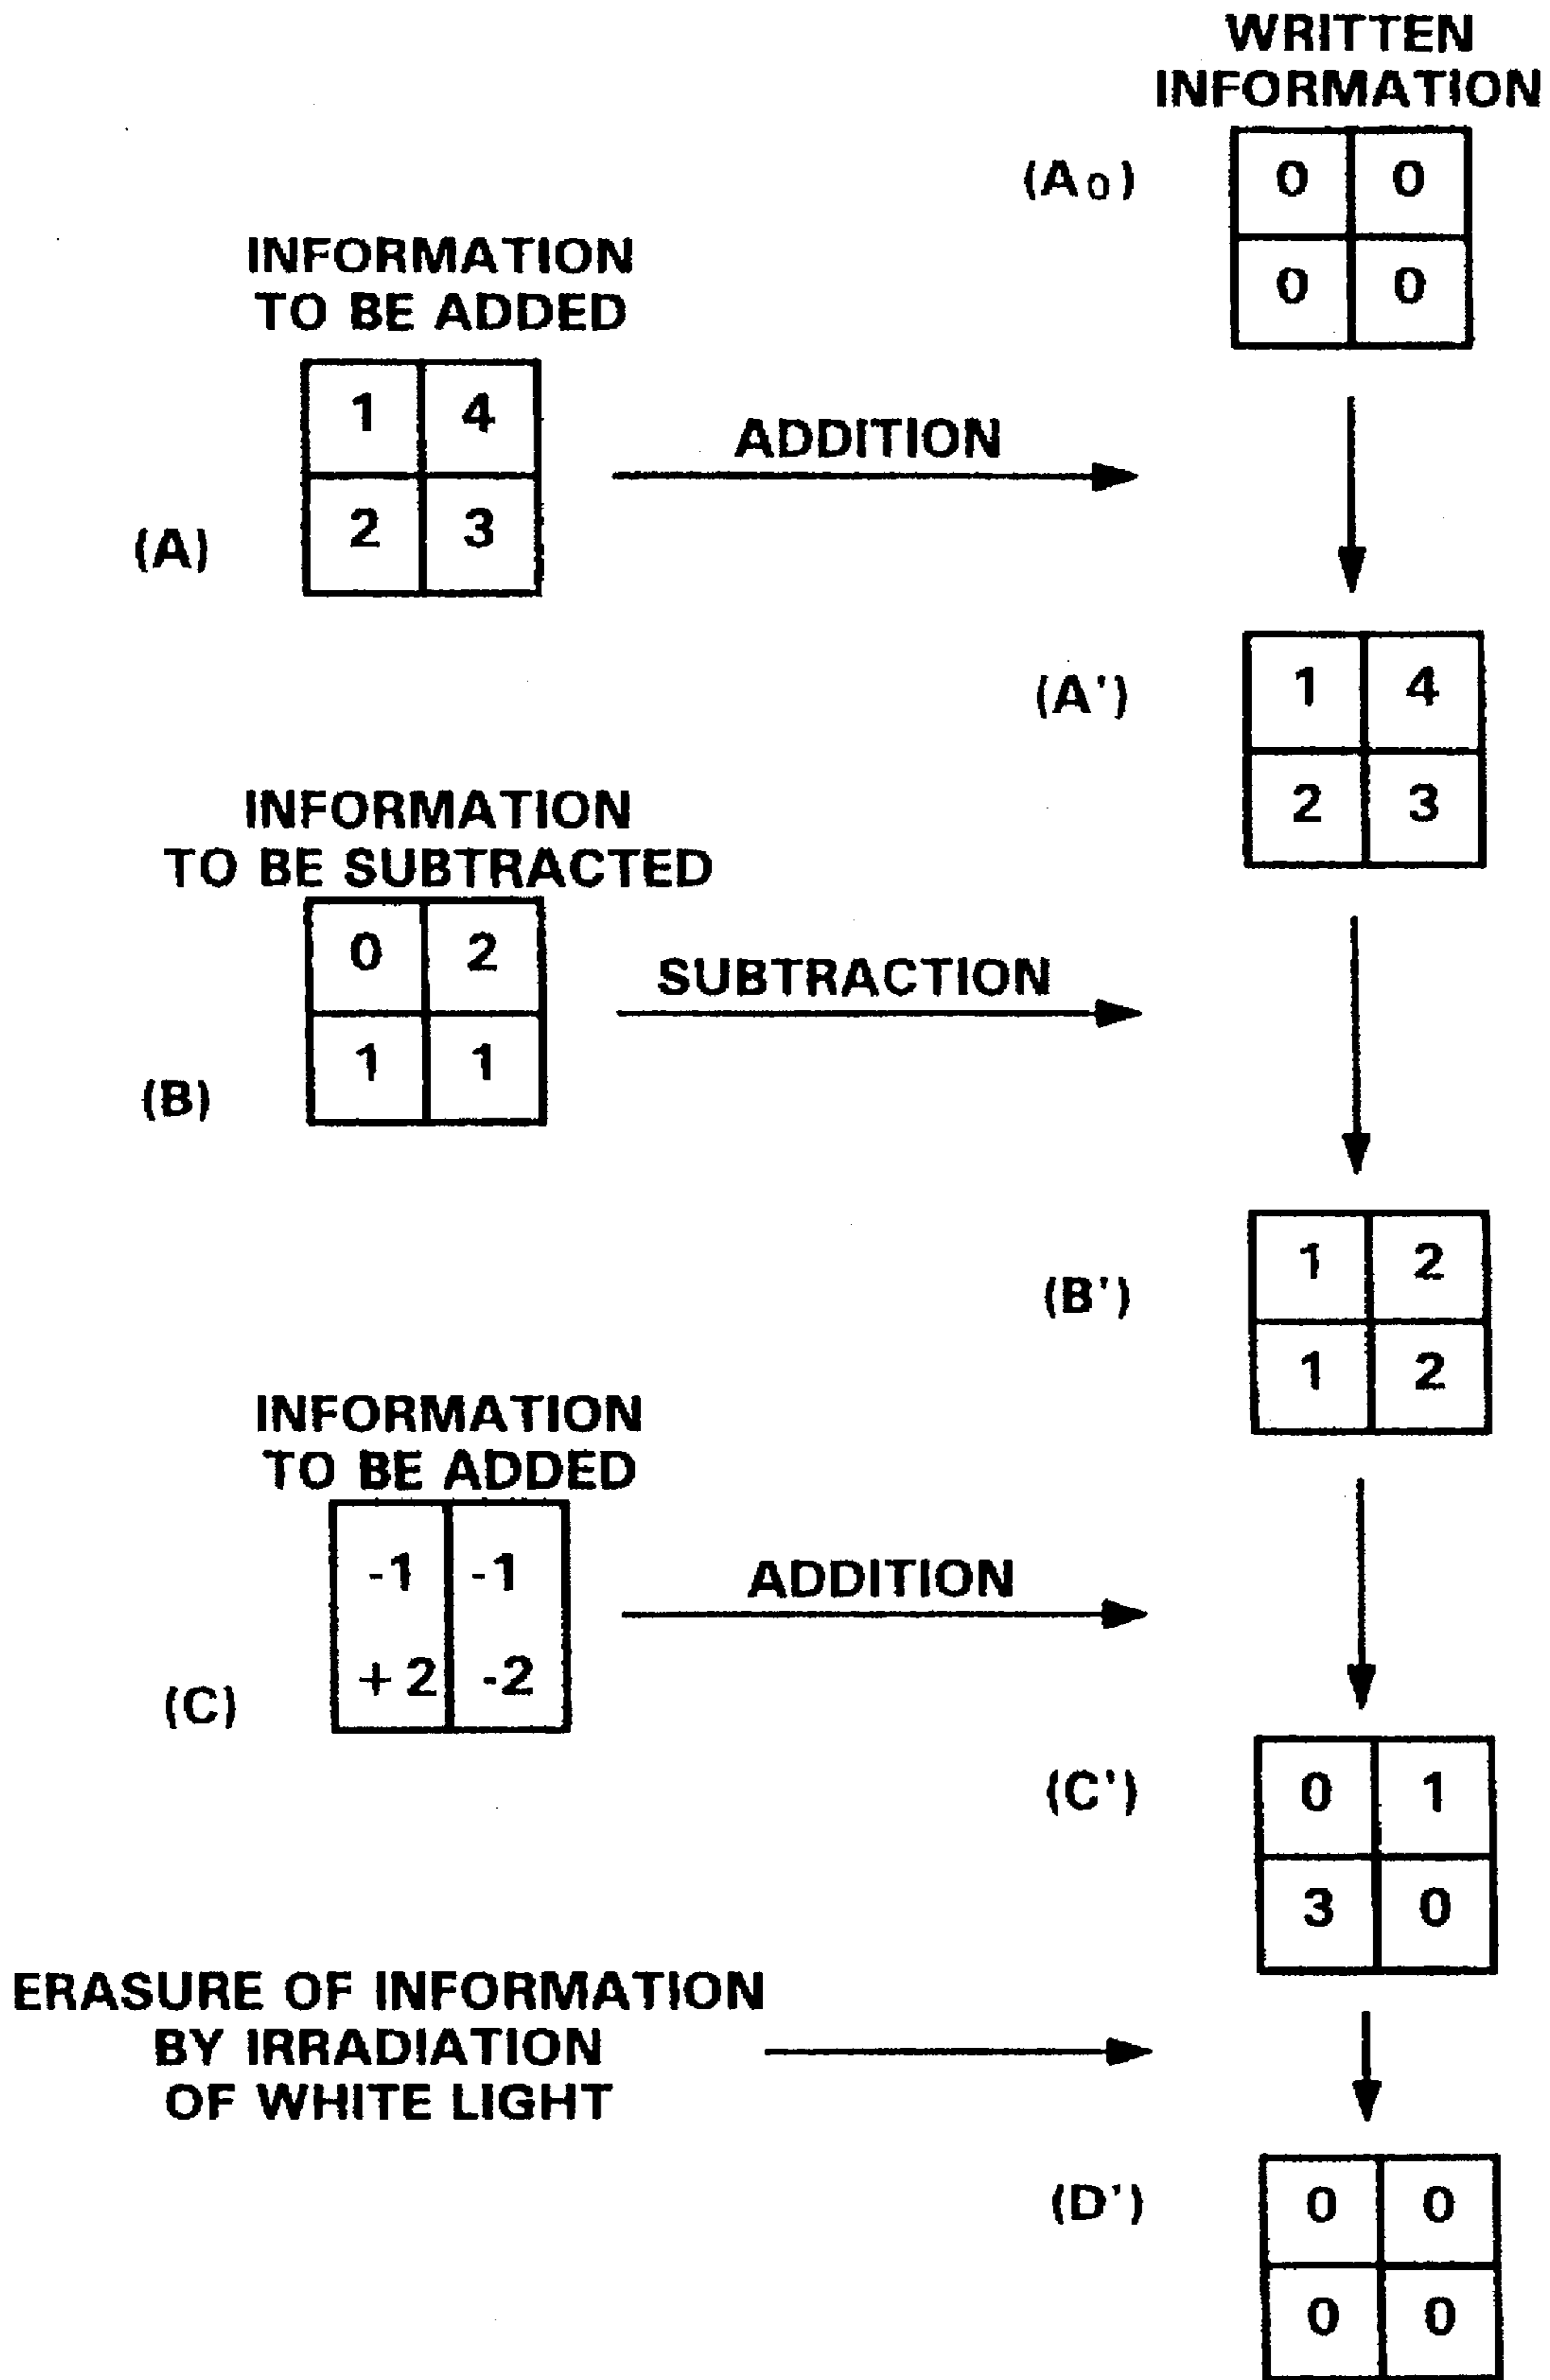 WRITTEN
INFORMATION
(A0)
0 0
0 0
INFORMATION
TO BE ADDED
1 4
2 3
(A)
ADDITION
(A')
1 4
2 3
INFORMATION
TO BE SUBTRACTED
0 2
1 1
(B)
SUBTRACTION
(B')
1 2
1 2
INFORMATION
TO BE ADDED
-1 -1
+2 -2
(C)
ADDITION
(C')
0 1
3 0
ERASURE OF INFORMATION
BY IRRADIATION
OF WHITE LIGHT
(D')
0 0
0 0